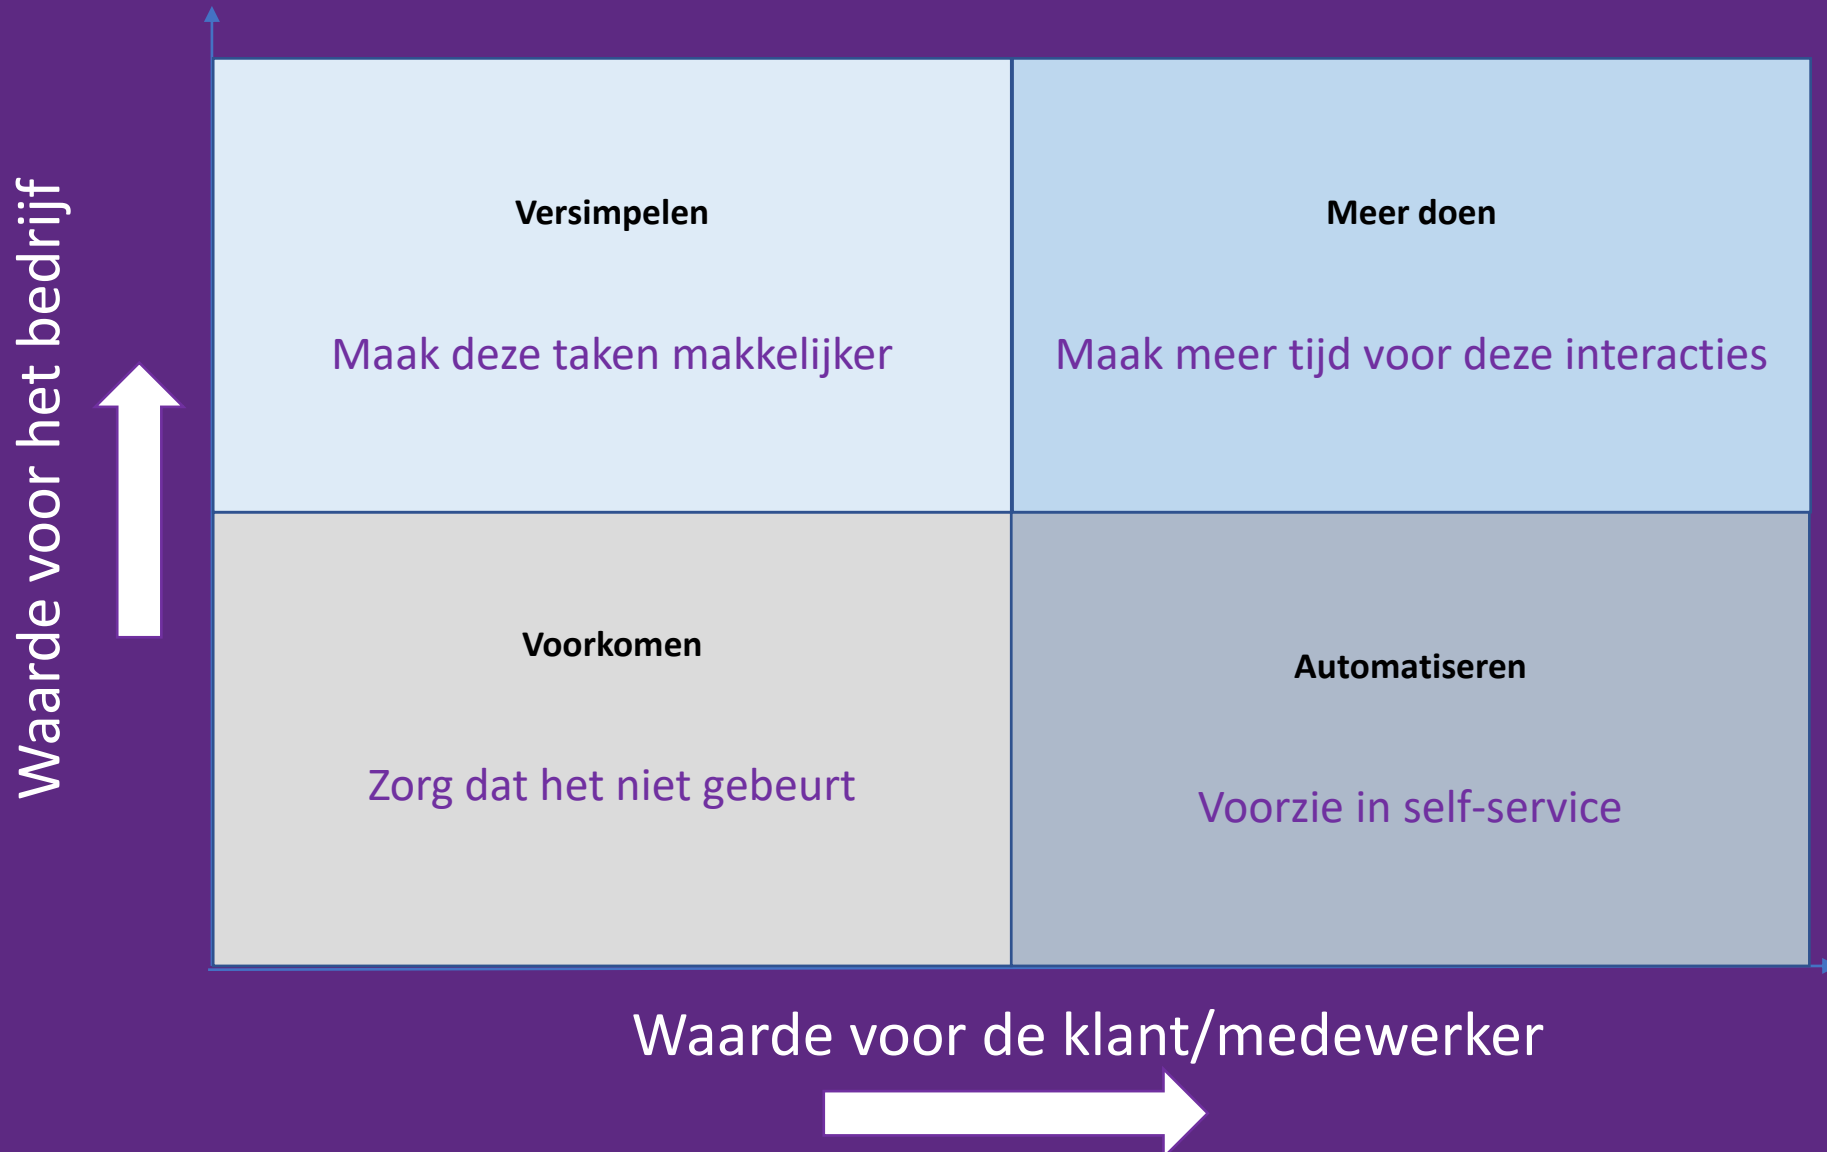 Waarde voor het bedrijf
Versimpelen
Maak deze taken makkelijker
Meer doen
Maak meer tijd voor deze interacties
Voorkomen
Zorg dat het niet gebeurt
Automatiseren
Voorzie in self-service
Waarde voor de klant/medewerker